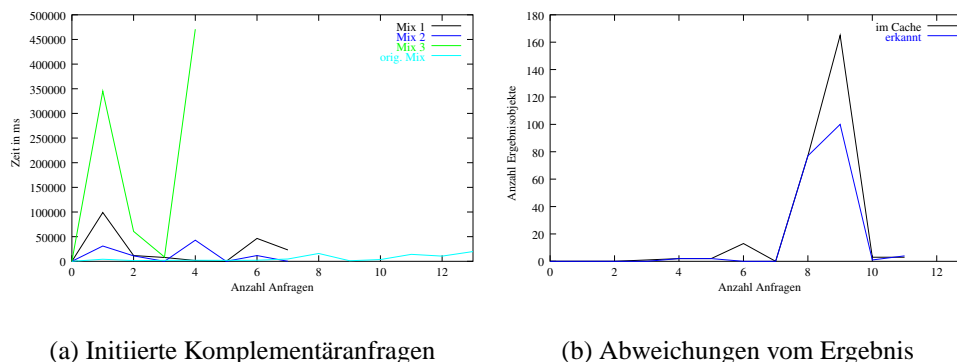 500000
450000
400000
350000
300000
250000
200000
150000
100000
50000
0
Zeit in ms
0 2 4 6 8 10 12
Anzahl Anfragen
Mix 1
Mix 2
Mix 3
orig. Mix
(a) Initiierte Komplementäranfragen
180
160
140
120
100
80
60
40
20
0
Anzahl Ergebnisobjekte
0 2 4 6 8 10 12
Anzahl Anfragen
im Cache
erkannt
(b) Abweichungen vom Ergebnis